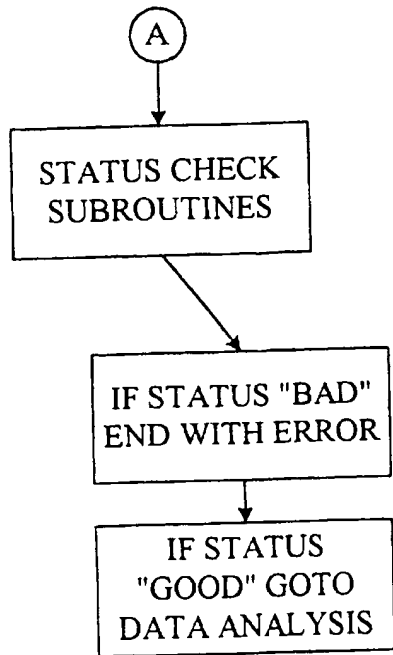 A
STATUS CHECK
SUBROUTINES
IF STATUS "BAD"
END WITH ERROR
IF STATUS
"GOOD" GOTO
DATA ANALYSIS